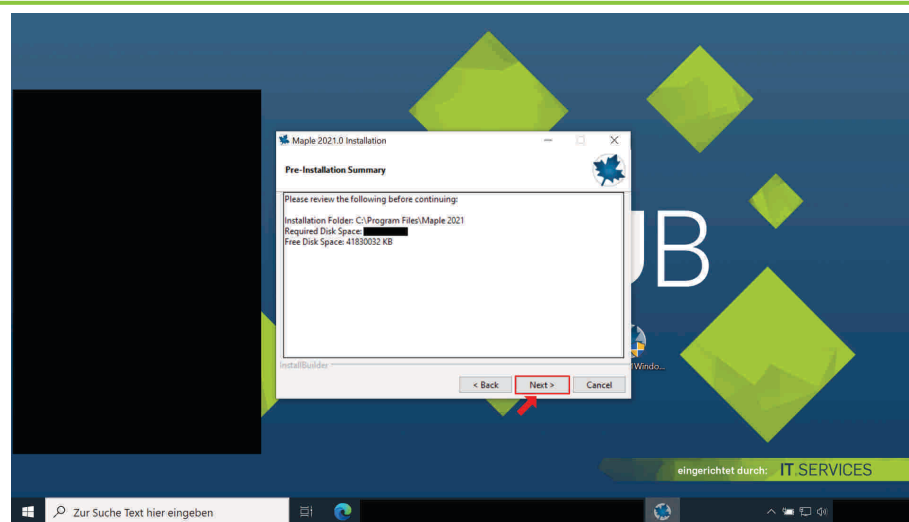 Maple 2021.0 Installation
Pre-Installation Summary
Please review the following before continuing:
Installation Folder: C:\Program Files\Maple 2021
Required Disk Space:
Free Disk Space: 41830032 KB
InstallBuilder
< Back
Next >
Cancel
B
Windo...
eingerichtet durch: IT.SERVICES
Zur Suche Text hier eingeben